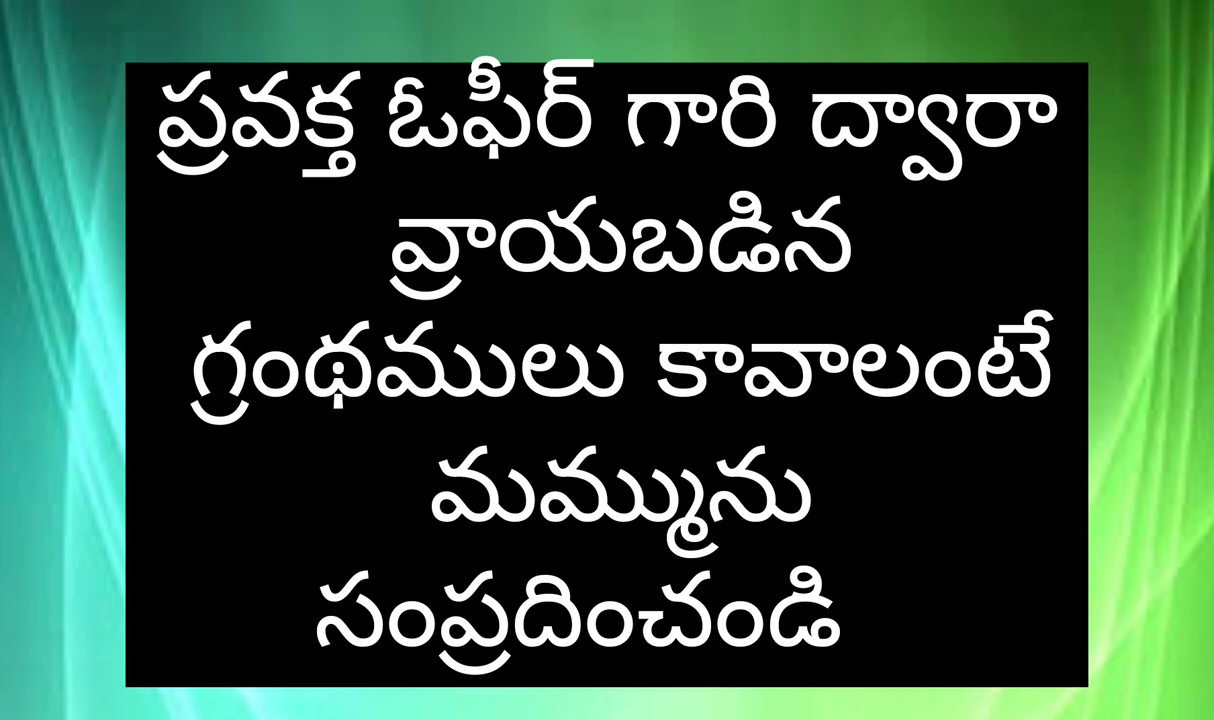 ప్రవక్త ఓఫీర్ గారి ద్వారా
వ్రాయబడిన
గ్రంథములు కావాలంటే
మమ్మును
సంప్రదించండి